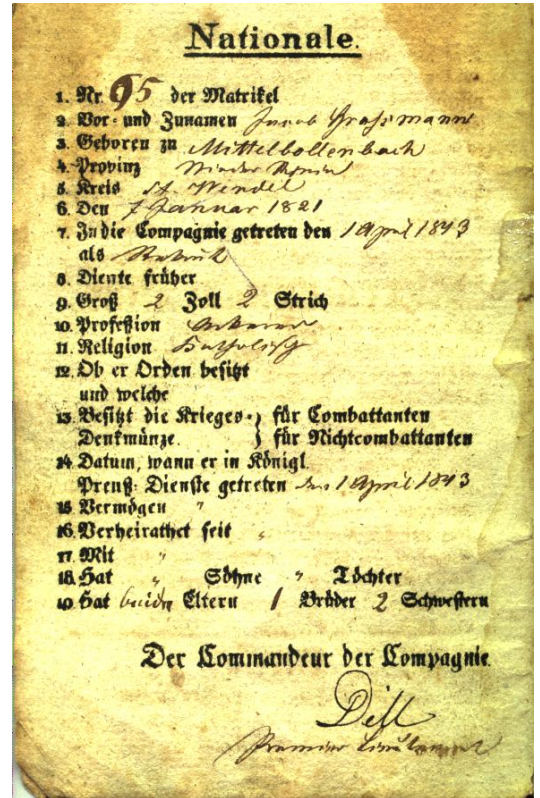 Nationale.
1. Nr. 65 der Matrikel
2. Vor- und Zunamen Jacob Grossmann
3. Geboren zu Mittelbollenbach
4. Provinz Nieder Rhein
5. Kreis St. Wendel
6. Den 7 Januar 1821
7. In die Compagnie getreten den 1 April 1843
als Rekrut
8. Diente früher
9. Groß 2 Zoll 2 Strich
10. Profeßion Ackerer
11. Religion Katholisch
12. Ob er Orden besitzt
und welche
13. Besitzt die Krieges- } für Combattanten
Denkmünze. } für Nichtcombattanten
14. Datum, wann er in Königl.
Preuß. Dienste getreten den 1 April 1843
15. Vermögen "
16. Verheirathet seit "
17. Mit "
18. Hat " Söhne " Töchter
19. Hat beide Eltern 1 Brüder 2 Schwestern
Der Commandeur der Compagnie.
Dill
Premier Lieutenant